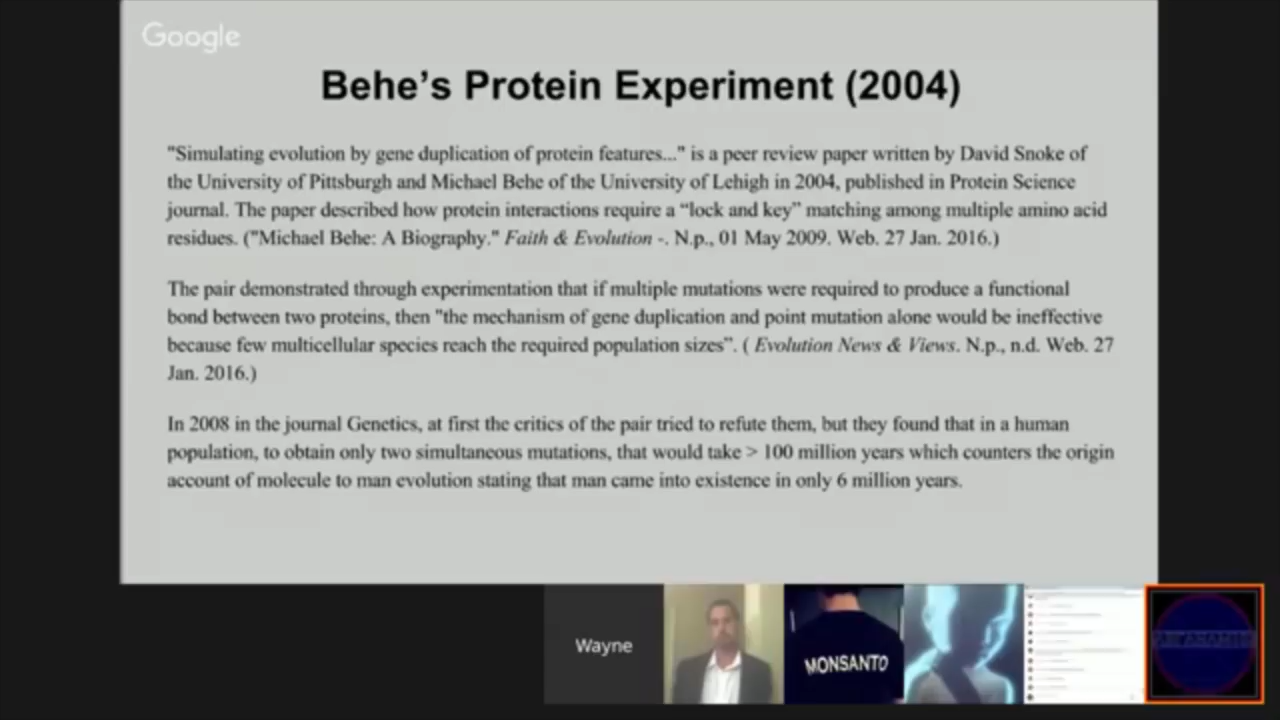 Google
Behe's Protein Experiment (2004)
"Simulating evolution by gene duplication of protein features..." is a peer review paper written by David Snoke of
the University of Pittsburgh and Michael Behe of the University of Lehigh in 2004, published in Protein Science
journal. The paper described how protein interactions require a “lock and key” matching among multiple amino acid
residues. ("Michael Behe: A Biography." Faith & Evolution -. N.p., 01 May 2009. Web. 27 Jan. 2016.)
The pair demonstrated through experimentation that if multiple mutations were required to produce a functional
bond between two proteins, then "the mechanism of gene duplication and point mutation alone would be ineffective
because few multicellular species reach the required population sizes”. ( Evolution News & Views. N.p., n.d. Web. 27
Jan. 2016.)
In 2008 in the journal Genetics, at first the critics of the pair tried to refute them, but they found that in a human
population, to obtain only two simultaneous mutations, that would take > 100 million years which counters the origin
account of molecule to man evolution stating that man came into existence in only 6 million years.
Wayne
MONSANTO